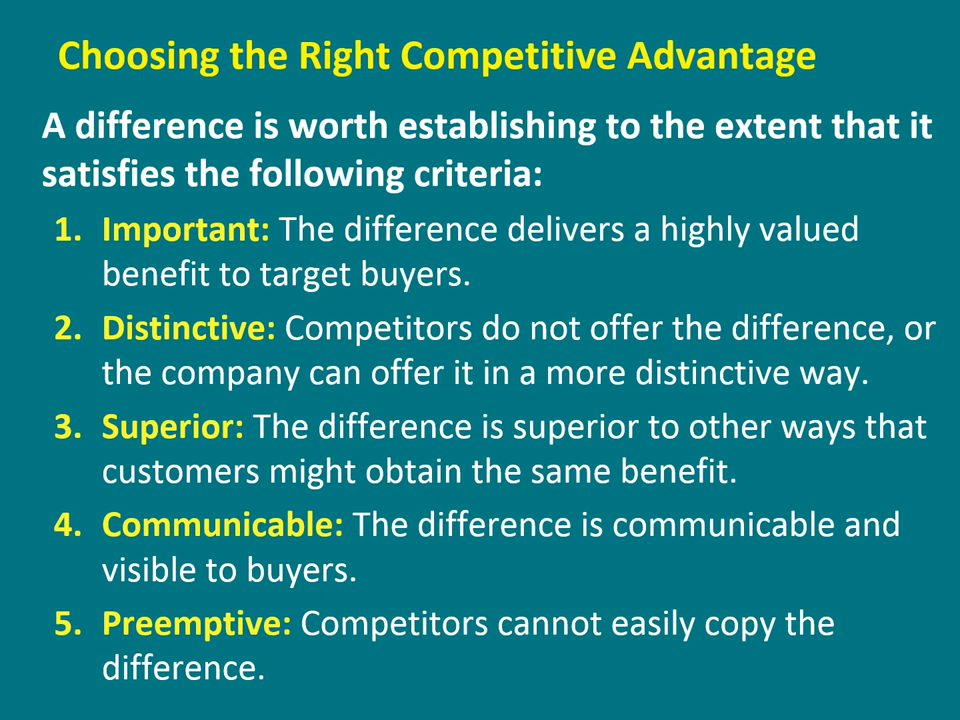 Choosing the Right Competitive Advantage
A difference is worth establishing to the extent that it
satisfies the following criteria:
1. Important: The difference delivers a highly valued
benefit to target buyers.
2. Distinctive: Competitors do not offer the difference, or
the company can offer it in a more distinctive way.
3. Superior: The difference is superior to other ways that
customers might obtain the same benefit.
4. Communicable: The difference is communicable and
visible to buyers.
5. Preemptive: Competitors cannot easily copy the
difference.